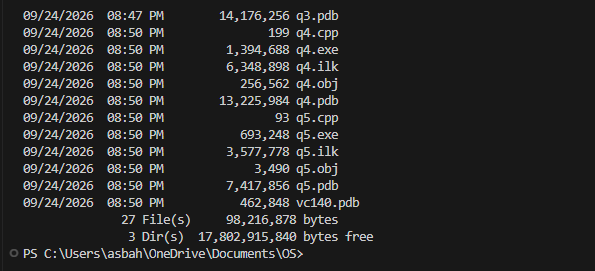 09/24/2026  08:47 PM        14,176,256 q3.pdb
09/24/2026  08:50 PM               199 q4.cpp
09/24/2026  08:50 PM         1,394,688 q4.exe
09/24/2026  08:50 PM         6,348,898 q4.ilk
09/24/2026  08:50 PM           256,562 q4.obj
09/24/2026  08:50 PM        13,225,984 q4.pdb
09/24/2026  08:50 PM                93 q5.cpp
09/24/2026  08:50 PM           693,248 q5.exe
09/24/2026  08:50 PM         3,577,778 q5.ilk
09/24/2026  08:50 PM             3,490 q5.obj
09/24/2026  08:50 PM         7,417,856 q5.pdb
09/24/2026  08:50 PM           462,848 vc140.pdb
27 File(s)     98,216,878 bytes
3 Dir(s)  17,802,915,840 bytes free
PS C:\Users\asbah\OneDrive\Documents\OS>